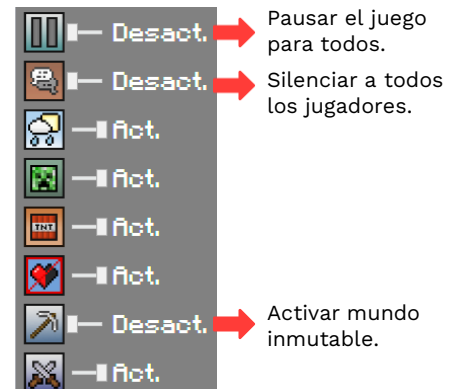 Desact.
Pausar el juego
para todos.
Desact.
Silenciar a todos
los jugadores.
Act.
Act.
TNT
Act.
Act.
Desact.
Activar mundo
inmutable.
Act.